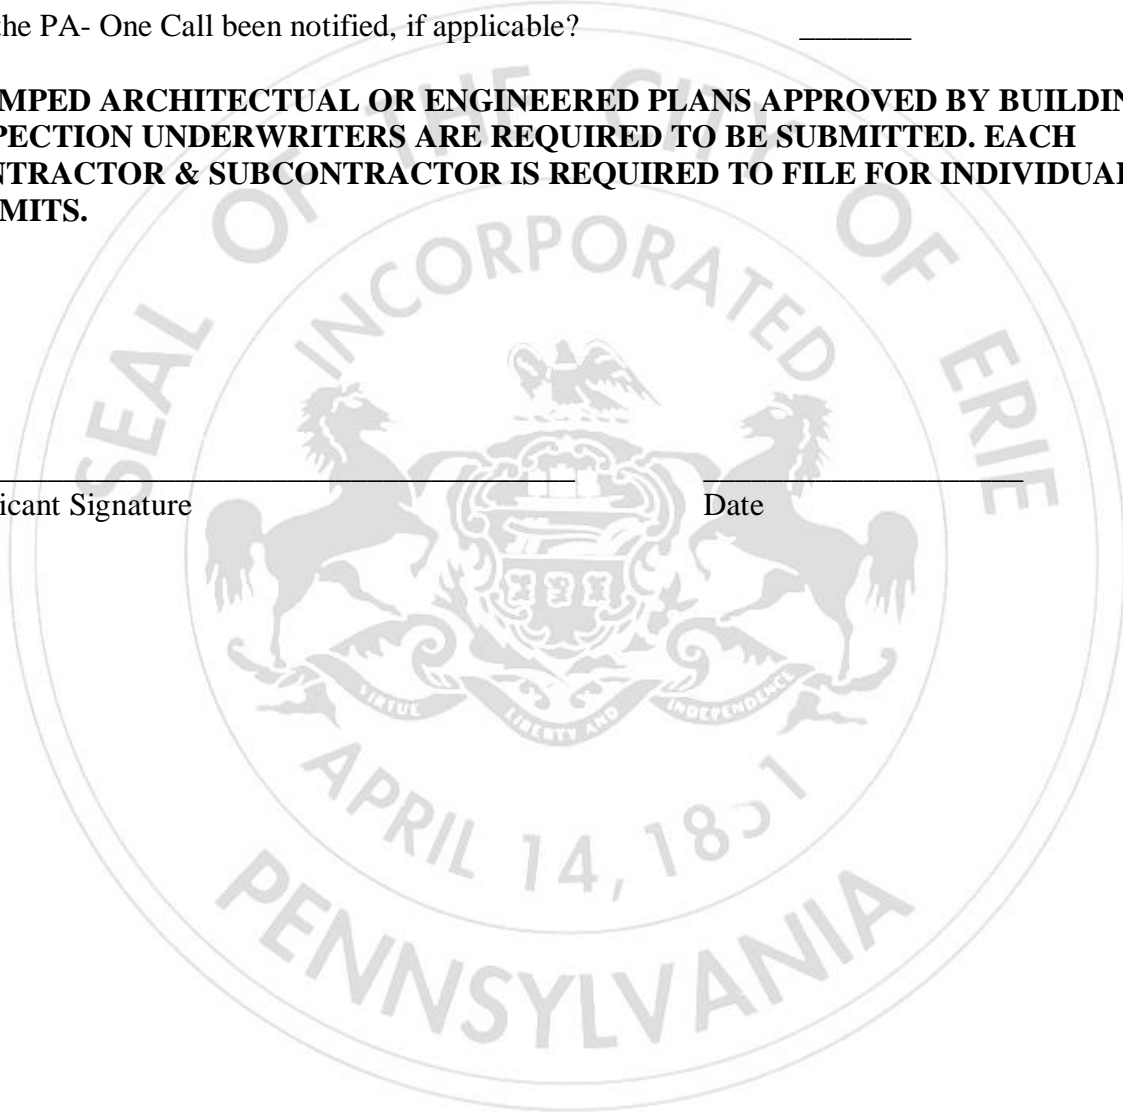 the PA- One Call been notified, if applicable? _______
MPED ARCHITECTUAL OR ENGINEERED PLANS APPROVED BY BUILDIN
PECTION UNDERWRITERS ARE REQUIRED TO BE SUBMITTED. EACH
NTRACTOR & SUBCONTRACTOR IS REQUIRED TO FILE FOR INDIVIDUAL
MITS.
icant Signature Date
SEAL OF THE CITY OF ERIE
INCORPORATED
VIRTUE LIBERTY AND INDEPENDENCE
APRIL 14, 1851
PENNSYLVANIA